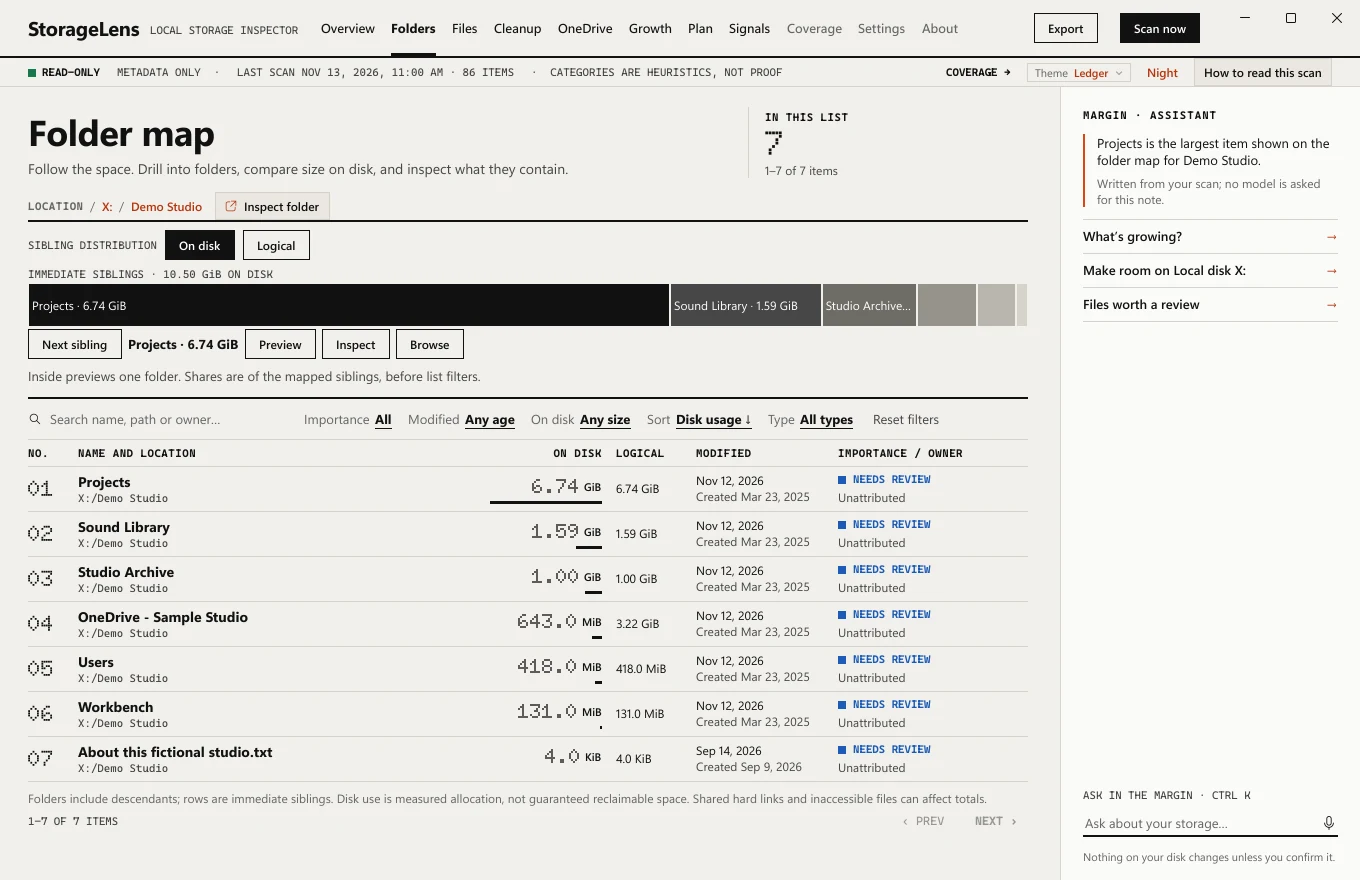 StorageLens LOCAL STORAGE INSPECTOR Overview Folders Files Cleanup OneDrive Growth Plan Signals Coverage Settings About Export Scan now
READ-ONLY METADATA ONLY · LAST SCAN NOV 13, 2026, 11:00 AM · 86 ITEMS · CATEGORIES ARE HEURISTICS, NOT PROOF COVERAGE → Theme Ledger Night How to read this scan
Folder map
Follow the space. Drill into folders, compare size on disk, and inspect what they contain.
IN THIS LIST
7
1–7 of 7 items
LOCATION / X: / Demo Studio Inspect folder
SIBLING DISTRIBUTION On disk Logical
IMMEDIATE SIBLINGS · 10.50 GiB ON DISK
Projects · 6.74 GiB Sound Library · 1.59 GiB Studio Archive...
Next sibling Projects · 6.74 GiB Preview Inspect Browse
Inside previews one folder. Shares are of the mapped siblings, before list filters.
Search name, path or owner... Importance All Modified Any age On disk Any size Sort Disk usage ↓ Type All types Reset filters
NO. NAME AND LOCATION ON DISK LOGICAL MODIFIED IMPORTANCE / OWNER
01 Projects 6.74 GiB 6.74 GiB Nov 12, 2026 NEEDS REVIEW
X:/Demo Studio Created Mar 23, 2025 Unattributed
02 Sound Library 1.59 GiB 1.59 GiB Nov 12, 2026 NEEDS REVIEW
X:/Demo Studio Created Mar 23, 2025 Unattributed
03 Studio Archive 1.00 GiB 1.00 GiB Nov 12, 2026 NEEDS REVIEW
X:/Demo Studio Created Mar 23, 2025 Unattributed
04 OneDrive - Sample Studio 643.0 MiB 3.22 GiB Nov 12, 2026 NEEDS REVIEW
X:/Demo Studio Created Mar 23, 2025 Unattributed
05 Users 418.0 MiB 418.0 MiB Nov 12, 2026 NEEDS REVIEW
X:/Demo Studio Created Mar 23, 2025 Unattributed
06 Workbench 131.0 MiB 131.0 MiB Nov 12, 2026 NEEDS REVIEW
X:/Demo Studio Created Mar 23, 2025 Unattributed
07 About this fictional studio.txt 4.0 KiB 4.0 KiB Sep 14, 2026 NEEDS REVIEW
X:/Demo Studio Created Sep 9, 2026 Unattributed
Folders include descendants; rows are immediate siblings. Disk use is measured allocation, not guaranteed reclaimable space. Shared hard links and inaccessible files can affect totals.
1–7 OF 7 ITEMS ‹ PREV NEXT ›
MARGIN · ASSISTANT
Projects is the largest item shown on the
folder map for Demo Studio.
Written from your scan; no model is asked
for this note.
What's growing? →
Make room on Local disk X: →
Files worth a review →
ASK IN THE MARGIN · CTRL K
Ask about your storage...
Nothing on your disk changes unless you confirm it.